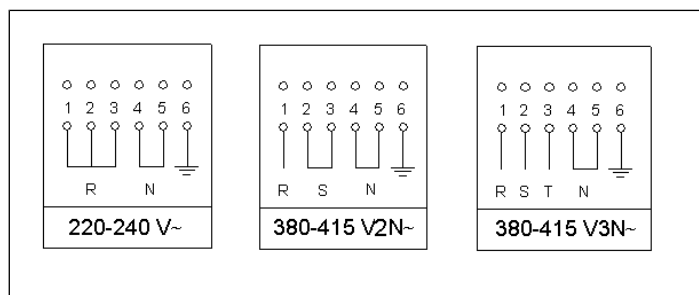 1 2 3 4 5 6
R N
220-240 V~
1 2 3 4 5 6
R S N
380-415 V2N~
1 2 3 4 5 6
R S T N
380-415 V3N~